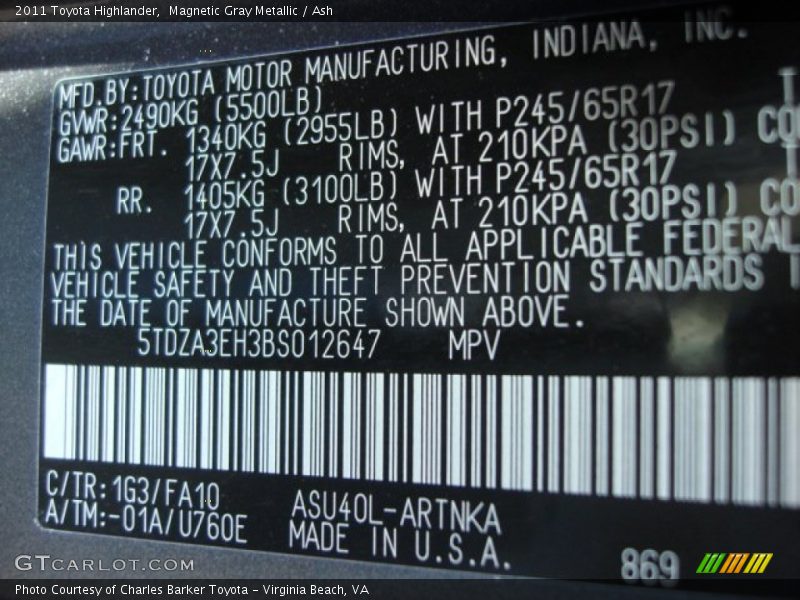 2011 Toyota Highlander,  Magnetic Gray Metallic / Ash
MFD.BY:TOYOTA MOTOR MANUFACTURING, INDIANA, INC.
GVWR:2490KG (5500LB)
GAWR:FRT. 1340KG (2955LB) WITH P245/65R17
17X7.5J RIMS, AT 210KPA (30PSI) CO
RR. 1405KG (3100LB) WITH P245/65R17
17X7.5J RIMS, AT 210KPA (30PSI) CO
THIS VEHICLE CONFORMS TO ALL APPLICABLE FEDERAL
VEHICLE SAFETY AND THEFT PREVENTION STANDARDS I
THE DATE OF MANUFACTURE SHOWN ABOVE.
5TDZA3EH3BS012647 MPV
C/TR:1G3/FA10
A/TM:-01A/U760E
ASU40L-ARTNKA
MADE IN U.S.A.
869
GTCARLOT.COM
Photo Courtesy of Charles Barker Toyota - Virginia Beach, VA